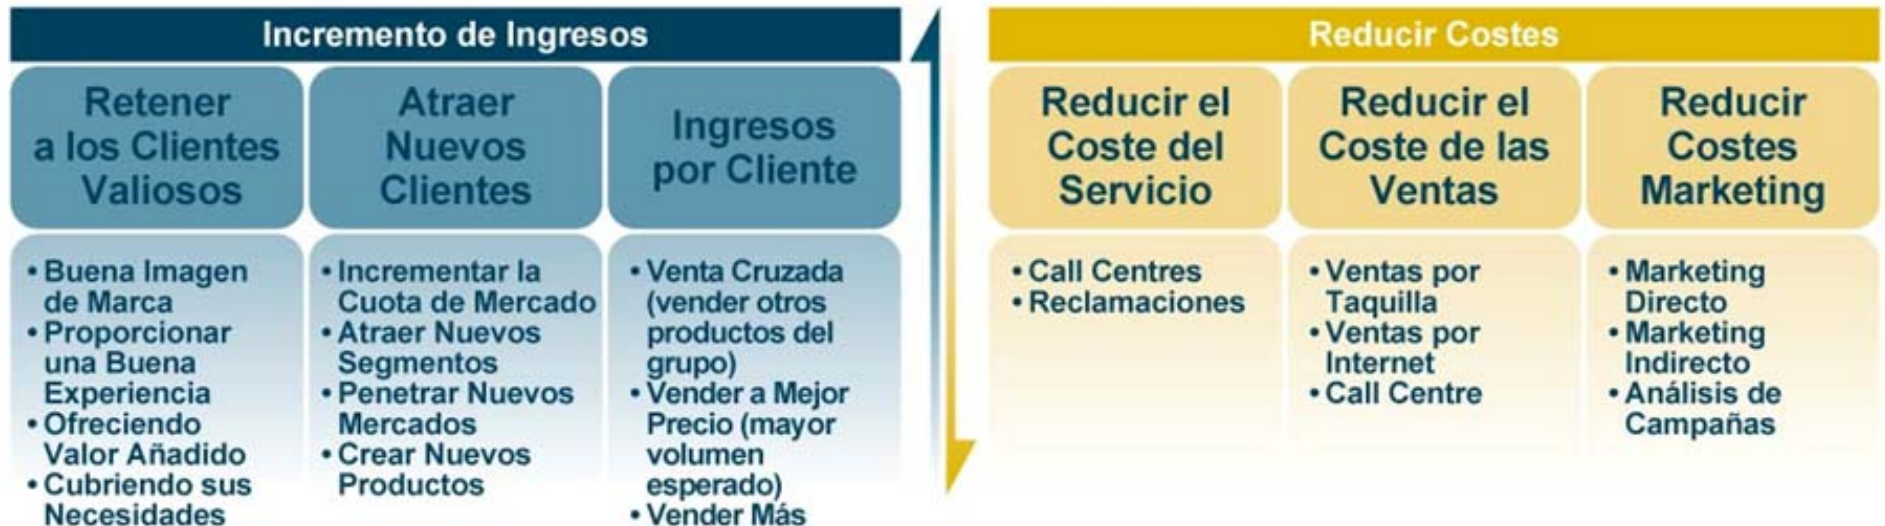 Incremento de Ingresos
Retener
a los Clientes
Valiosos
• Buena Imagen
de Marca
• Proporcionar
una Buena
Experiencia
• Ofreciendo
Valor Añadido
• Cubriendo sus
Necesidades
Atraer
Nuevos
Clientes
• Incrementar la
Cuota de Mercado
• Atraer Nuevos
Segmentos
• Penetrar Nuevos
Mercados
• Crear Nuevos
Productos
Ingresos
por Cliente
• Venta Cruzada
(vender otros
productos del
grupo)
• Vender a Mejor
Precio (mayor
volumen
esperado)
• Vender Más
Reducir Costes
Reducir el
Coste del
Servicio
• Call Centres
• Reclamaciones
Reducir el
Coste de las
Ventas
• Ventas por
Taquilla
• Ventas por
Internet
• Call Centre
Reducir
Costes
Marketing
• Marketing
Directo
• Marketing
Indirecto
• Análisis de
Campañas